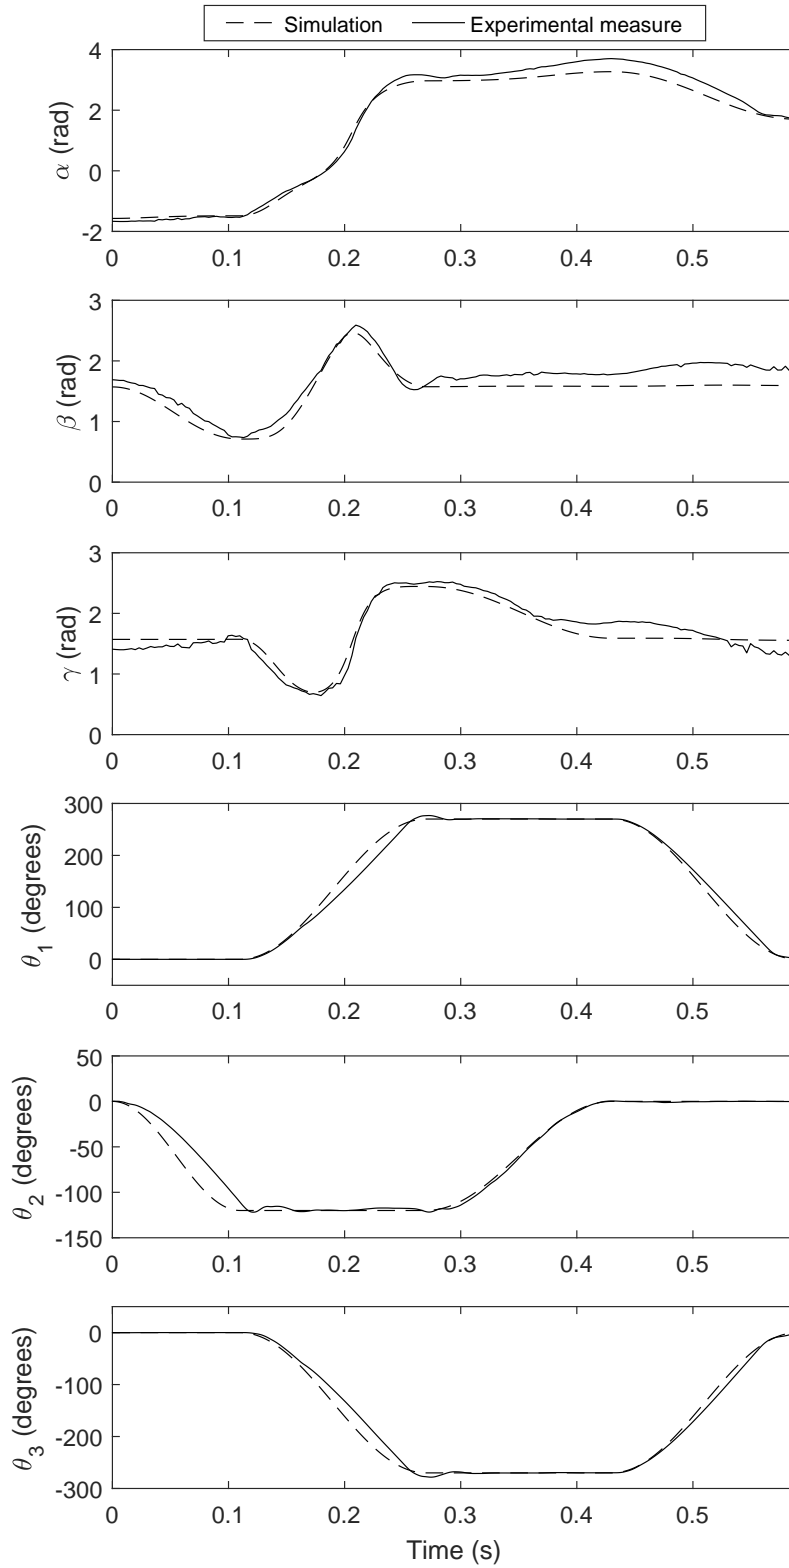 Simulation Experimental measure
4
2
0
-2
α (rad)
0 0.1 0.2 0.3 0.4 0.5
3
2
1
0
β (rad)
0 0.1 0.2 0.3 0.4 0.5
3
2
1
0
γ (rad)
0 0.1 0.2 0.3 0.4 0.5
300
200
100
0
θ1 (degrees)
0 0.1 0.2 0.3 0.4 0.5
50
0
-50
-100
-150
θ2 (degrees)
0 0.1 0.2 0.3 0.4 0.5
0
-100
-200
-300
θ3 (degrees)
0 0.1 0.2 0.3 0.4 0.5
Time (s)